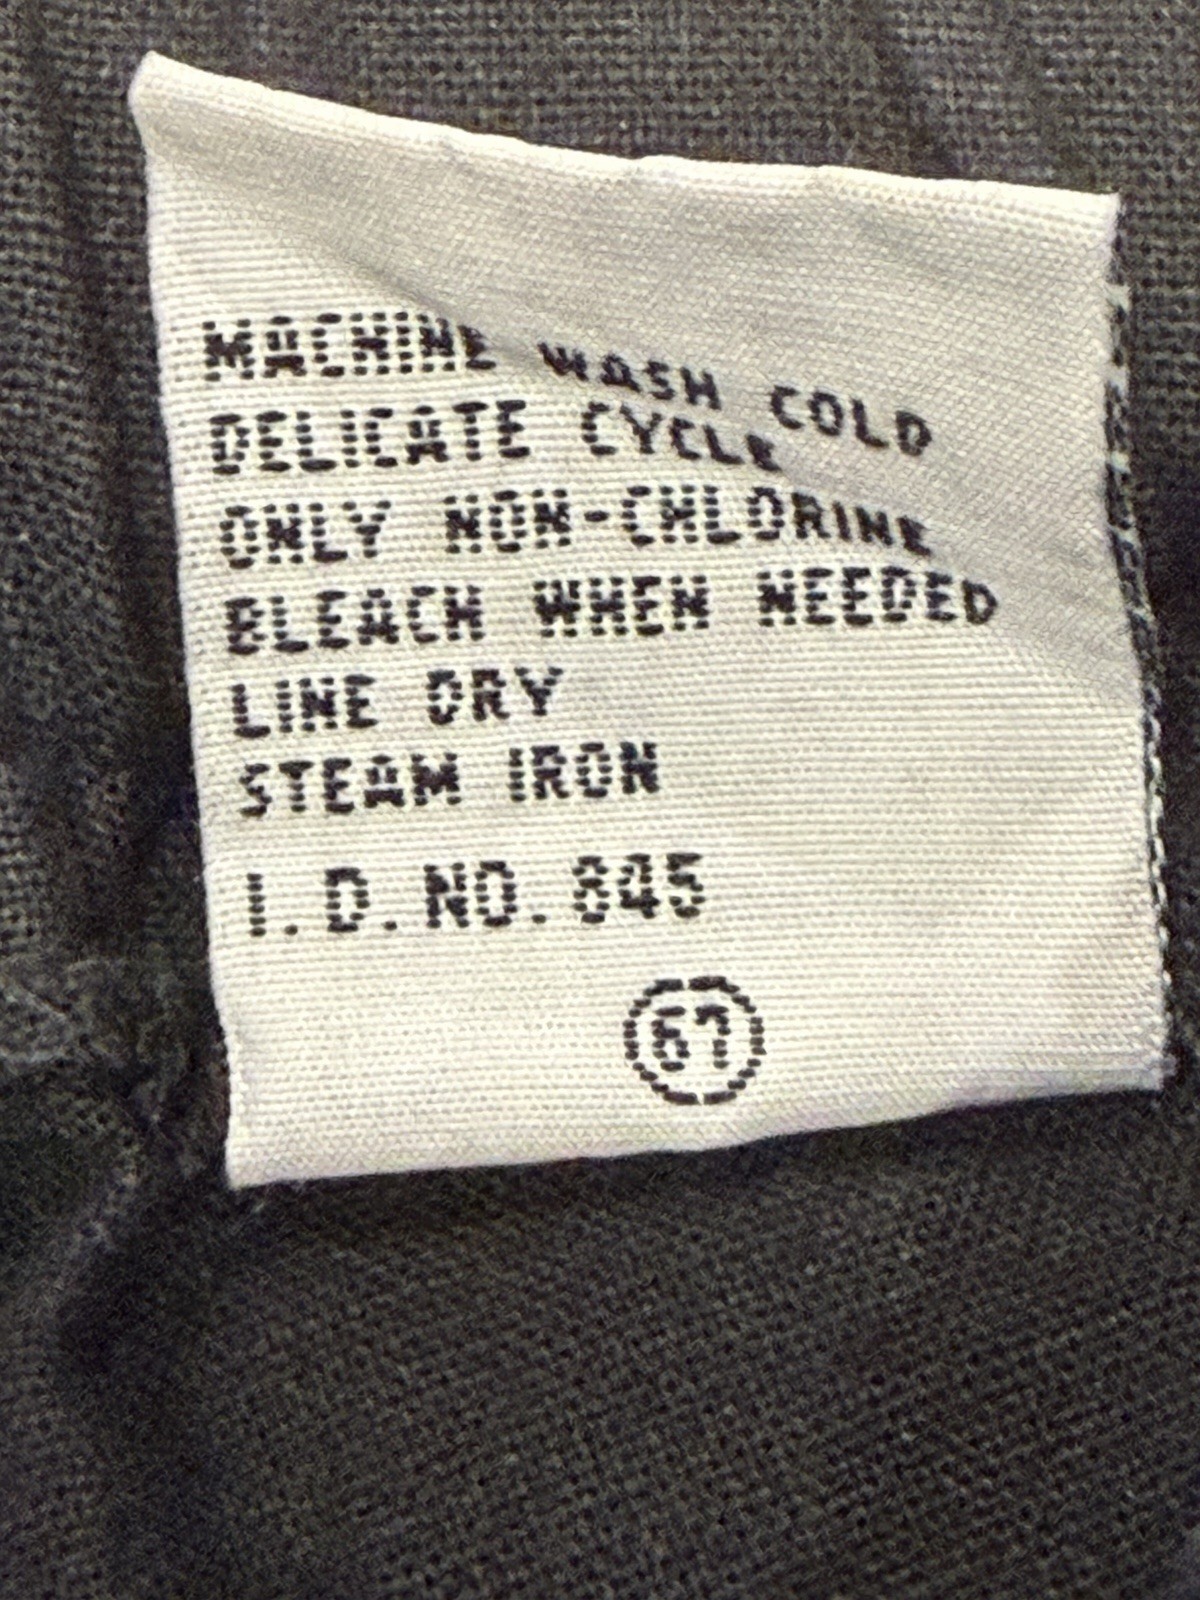 MACHINE WASH COLD
DELICATE CYCLE
ONLY NON-CHLORINE
BLEACH WHEN NEEDED
LINE DRY
STEAM IRON
I.D.NO.845
67